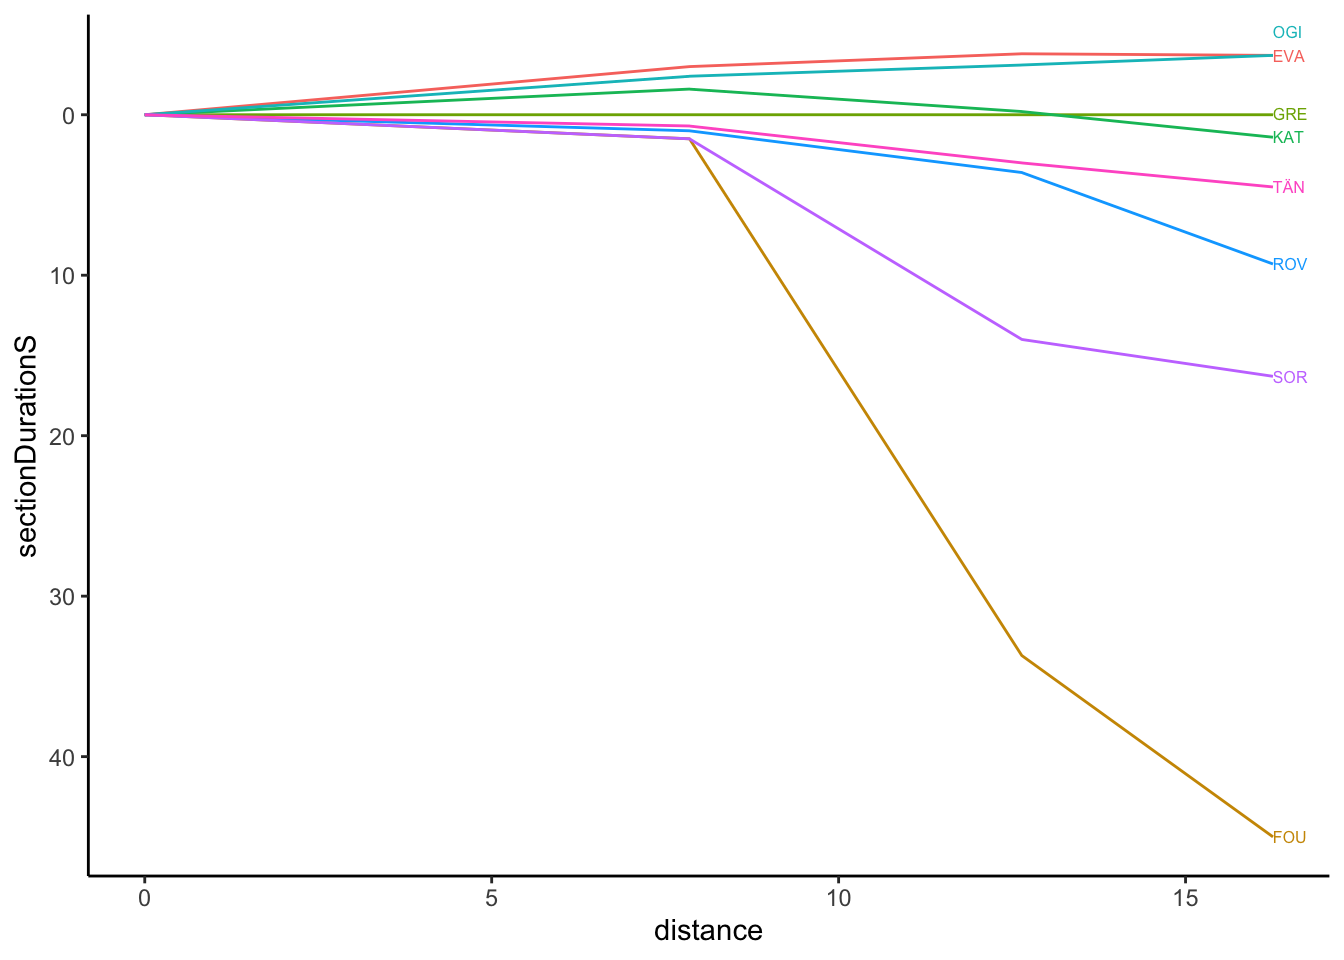 OGI
EVA
0
GRE
KAT
TÄN
ROV
10
SOR
sectionDurationS
20
30
40
FOU
0 5 10 15
distance